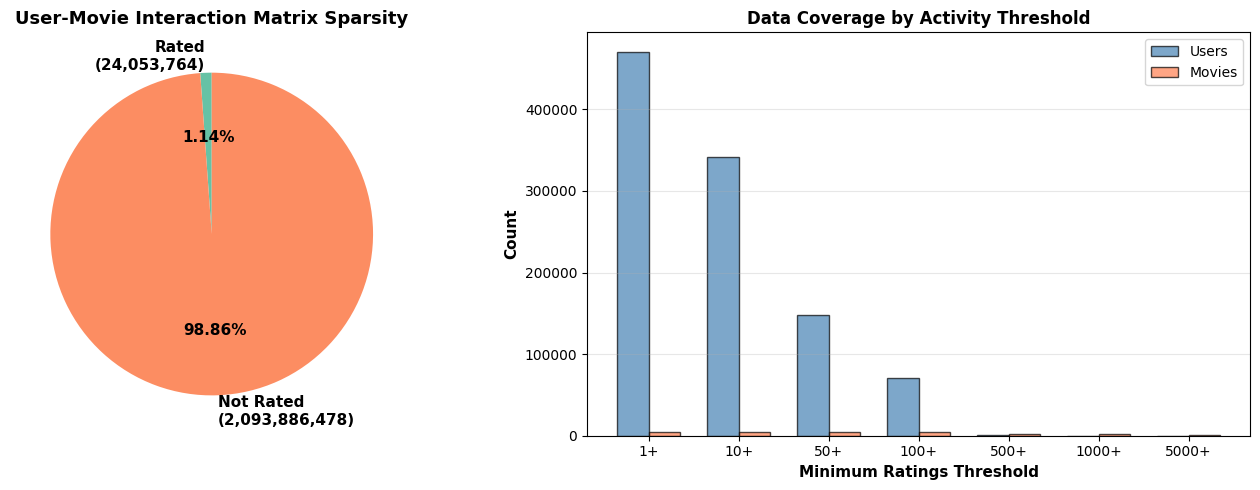 User-Movie Interaction Matrix Sparsity
Rated
(24,053,764)
1.14%
98.86%
Not Rated
(2,093,886,478)
Data Coverage by Activity Threshold
Users
Movies
Count
400000
300000
200000
100000
0
1+ 10+ 50+ 100+ 500+ 1000+ 5000+
Minimum Ratings Threshold